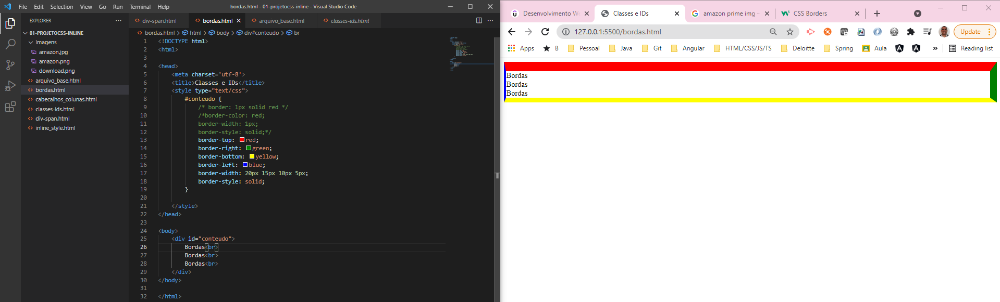 File Edit Selection View Go Run Terminal Help bordas.html - 01-projetocss-inline - Visual Studio Code
EXPLORER
01-PROJETOCSS-INLINE
imagens
amazon.jpg
amazon.png
download.png
arquivo_base.html
bordas.html
cabecalhos_colunas.html
classes-ids.html
div-span.html
inline_style.html
div-span.html bordas.html arquivo_base.html classes-ids.html
bordas.html > html > body > div#conteudo > br
1 <!DOCTYPE html>
2 <html>
3
4 <head>
5 <meta charset='utf-8'>
6 <title>Classes e IDs</title>
7 <style type="text/css">
8 #conteudo {
9 /* border: 1px solid red */
10 /*border-color: red;
11 border-width: 1px;
12 border-style: solid;*/
13 border-top: red;
14 border-right: green;
15 border-bottom: yellow;
16 border-left: blue;
17 border-width: 20px 15px 10px 5px;
18 border-style: solid;
19 }
20
21 </style>
22 </head>
23
24 <body>
25 <div id="conteudo">
26 Bordas<br>
27 Bordas<br>
28 Bordas<br>
29 </div>
30 </body>
31
32 </html>
Desenvolvimento W Classes e IDs amazon prime img - CSS Borders
127.0.0.1:5500/bordas.html Update
Apps B Pessoal Java Git Angular HTML/CSS/JS/TS Deloitte Spring Aula » Reading list
Bordas
Bordas
Bordas